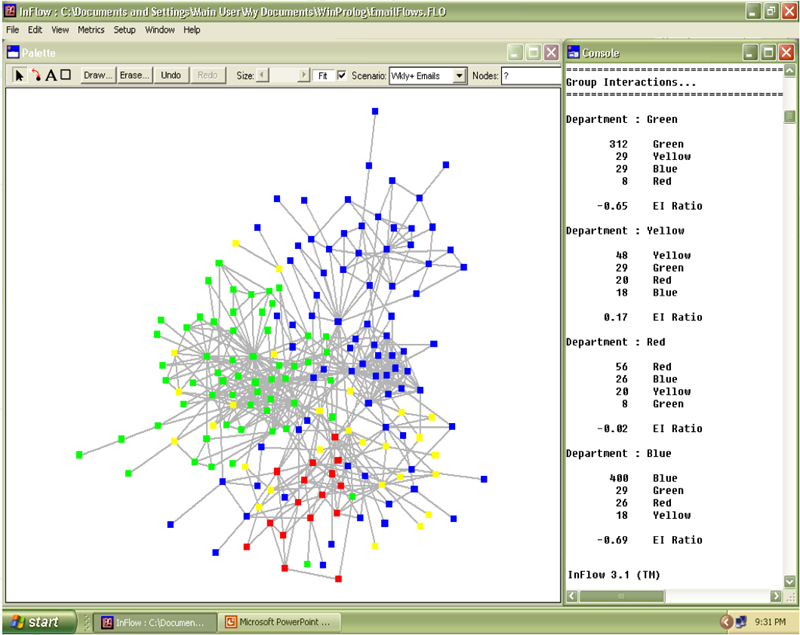 InFlow : C:\Documents and Settings\Main User\My Documents\WinProlog\EmailFlows.FLO
File Edit View Metrics Setup Window Help
Palette
A Draw... Erase... Undo Redo Size: Fit Scenario: Wkly+ Emails Nodes: ?
Console
================================
Group Interactions...
================================
Department : Green
312 Green
29 Yellow
29 Blue
8 Red
-0.65 EI Ratio
Department : Yellow
48 Yellow
29 Green
20 Red
18 Blue
0.17 EI Ratio
Department : Red
56 Red
26 Blue
20 Yellow
8 Green
-0.02 EI Ratio
Department : Blue
400 Blue
29 Green
26 Red
18 Yellow
-0.69 EI Ratio
InFlow 3.1 (TM)
start InFlow : C:\Documen... Microsoft PowerPoint ... 9:31 PM